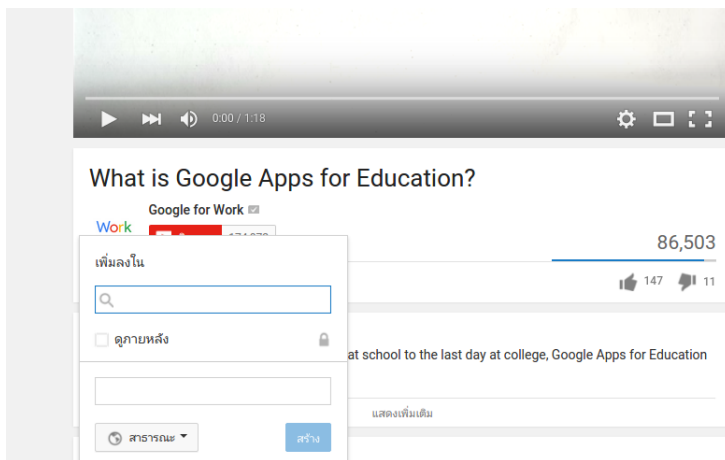 0:00 / 1:18
What is Google Apps for Education?
Google for Work
Work
86,503
เพิ่มลงใน
147 11
ดูภายหลัง
at school to the last day at college, Google Apps for Education
แสดงเพิ่มเติม
สาธารณะ
สร้าง